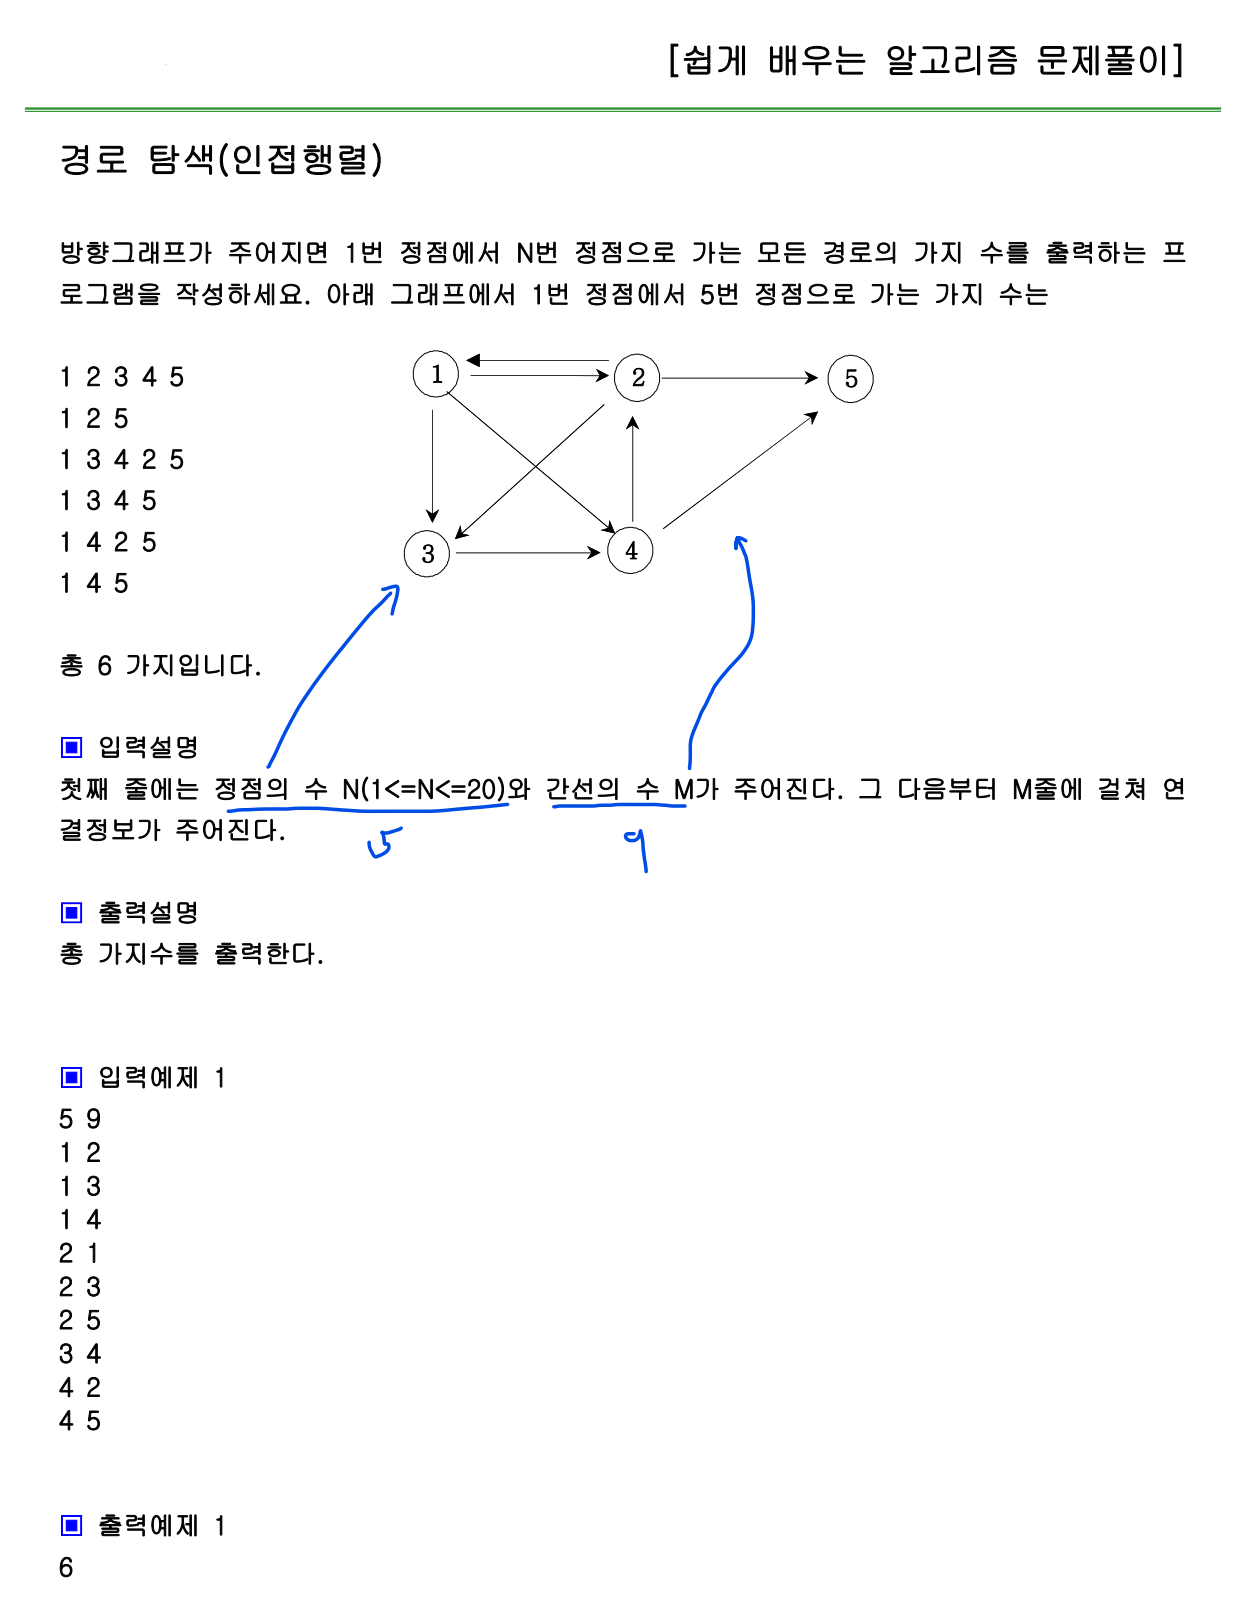 [쉽게 배우는 알고리즘 문제풀이]
경로 탐색(인접행렬)
방향그래프가 주어지면 1번 정점에서 N번 정점으로 가는 모든 경로의 가지 수를 출력하는 프
로그램을 작성하세요. 아래 그래프에서 1번 정점에서 5번 정점으로 가는 가지 수는
1 2 3 4 5
1 2 5
1 3 4 2 5
1 3 4 5
1 4 2 5
1 4 5
1 2 5
3 4
총 6 가지입니다.
▣ 입력설명
첫째 줄에는 정점의 수 N(1<=N<=20)와 간선의 수 M가 주어진다. 그 다음부터 M줄에 걸쳐 연
결정보가 주어진다.
5 9
▣ 출력설명
총 가지수를 출력한다.
▣ 입력예제 1
5 9
1 2
1 3
1 4
2 1
2 3
2 5
3 4
4 2
4 5
▣ 출력예제 1
6